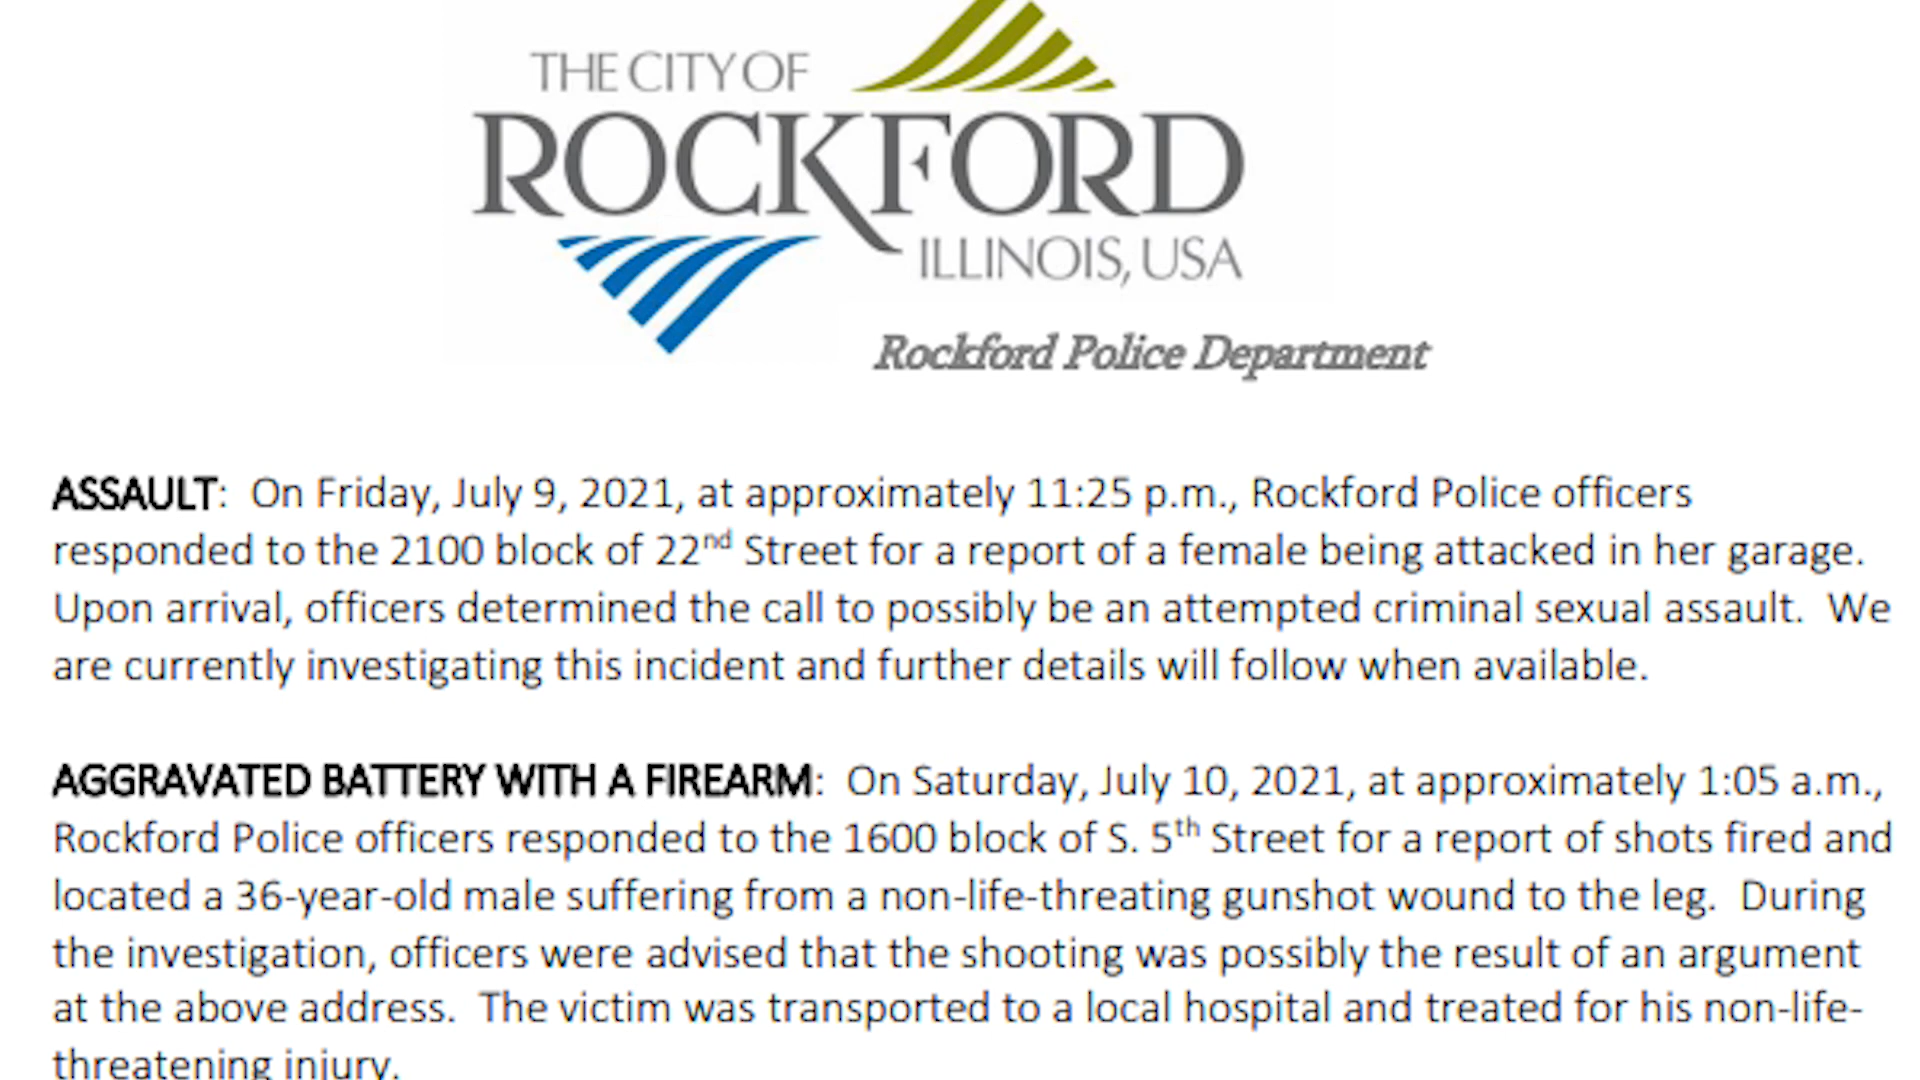 THE CITY OF
ROCKFORD
ILLINOIS, USA
Rockford Police Department
ASSAULT:  On Friday, July 9, 2021, at approximately 11:25 p.m., Rockford Police officers
responded to the 2100 block of 22nd Street for a report of a female being attacked in her garage.
Upon arrival, officers determined the call to possibly be an attempted criminal sexual assault.  We
are currently investigating this incident and further details will follow when available.
AGGRAVATED BATTERY WITH A FIREARM:  On Saturday, July 10, 2021, at approximately 1:05 a.m.,
Rockford Police officers responded to the 1600 block of S. 5th Street for a report of shots fired and
located a 36-year-old male suffering from a non-life-threating gunshot wound to the leg.  During
the investigation, officers were advised that the shooting was possibly the result of an argument
at the above address.  The victim was transported to a local hospital and treated for his non-life-
threatening injury.